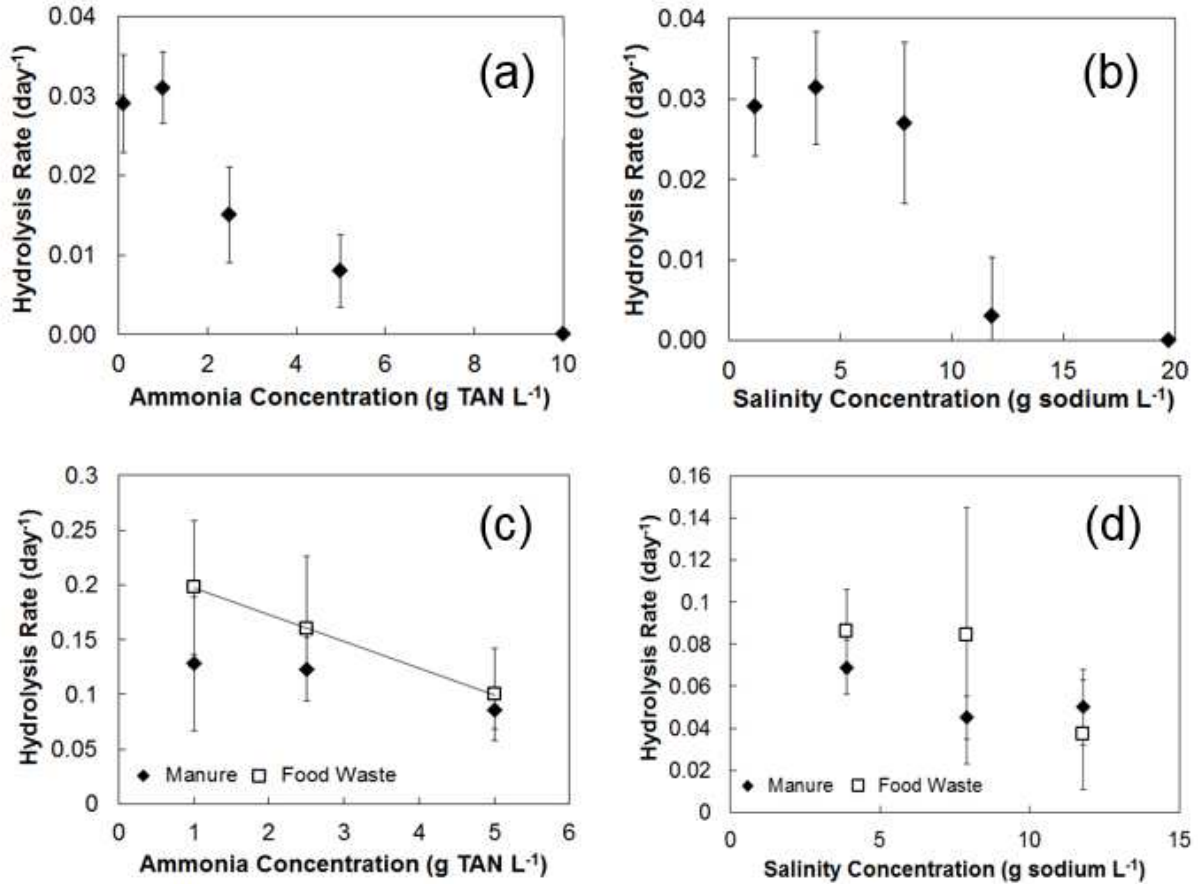 (a)
Hydrolysis Rate (day-1)
0.04
0.03
0.02
0.01
0.00
0 2 4 6 8 10
Ammonia Concentration (g TAN L-1)
(b)
Hydrolysis Rate (day-1)
0.04
0.03
0.02
0.01
0.00
0 5 10 15 20
Salinity Concentration (g sodium L-1)
(c)
Hydrolysis Rate (day-1)
0.3
0.25
0.2
0.15
0.1
0.05
0
Manure Food Waste
0 1 2 3 4 5 6
Ammonia Concentration (g TAN L-1)
(d)
Hydrolysis Rate (day-1)
0.16
0.14
0.12
0.1
0.08
0.06
0.04
0.02
0
Manure Food Waste
0 5 10 15
Salinity Concentration (g sodium L-1)